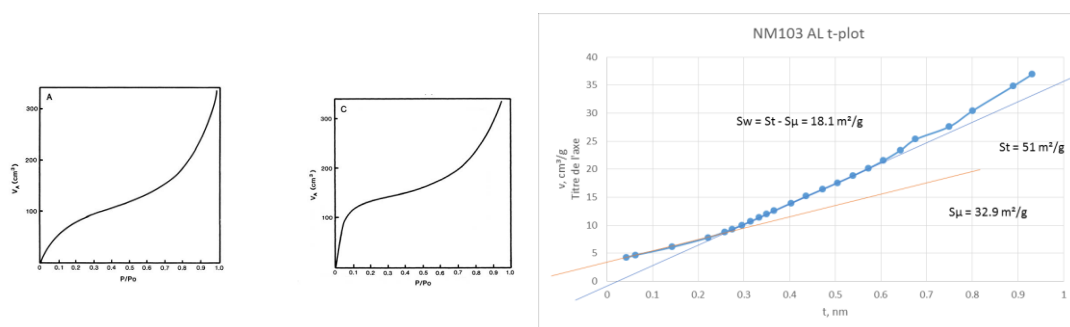 A
300
200
100
0
V_A (cm³)
0 0.1 0.2 0.3 0.4 0.5 0.6 0.7 0.8 0.9 1.0
P/Po
C
300
200
100
0
V_A (cm³)
0.1 0.2 0.3 0.4 0.5 0.6 0.7 0.8 0.9 1.0
P/Po
NM103 AL t-plot
40
35
30
25
20
15
10
5
0
v, cm³/g
Titre de l'axe
Sw = St - Sµ = 18.1 m²/g
St = 51 m²/g
Sµ = 32.9 m²/g
0 0.1 0.2 0.3 0.4 0.5 0.6 0.7 0.8 0.9 1
t, nm